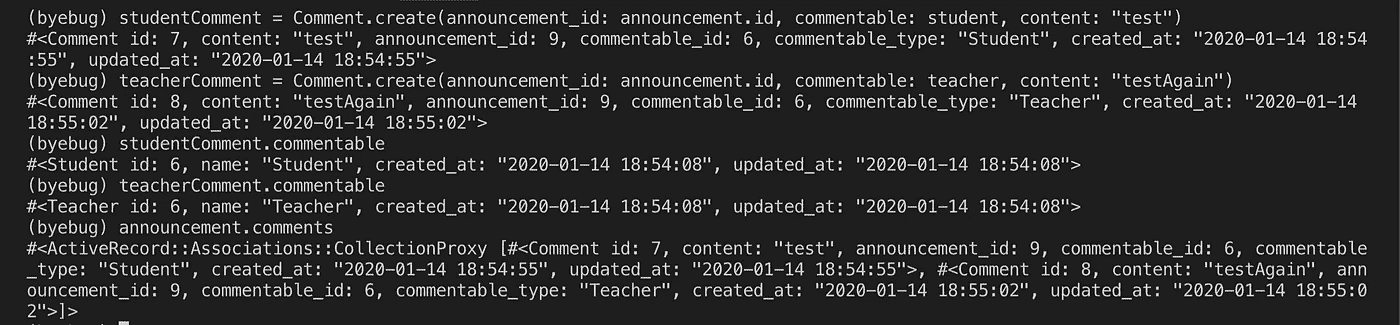 (byebug) studentComment = Comment.create(announcement_id: announcement.id, commentable: student, content: "test")
#<Comment id: 7, content: "test", announcement_id: 9, commentable_id: 6, commentable_type: "Student", created_at: "2020-01-14 18:54
:55", updated_at: "2020-01-14 18:54:55">
(byebug) teacherComment = Comment.create(announcement_id: announcement.id, commentable: teacher, content: "testAgain")
#<Comment id: 8, content: "testAgain", announcement_id: 9, commentable_id: 6, commentable_type: "Teacher", created_at: "2020-01-14
18:55:02", updated_at: "2020-01-14 18:55:02">
(byebug) studentComment.commentable
#<Student id: 6, name: "Student", created_at: "2020-01-14 18:54:08", updated_at: "2020-01-14 18:54:08">
(byebug) teacherComment.commentable
#<Teacher id: 6, name: "Teacher", created_at: "2020-01-14 18:54:08", updated_at: "2020-01-14 18:54:08">
(byebug) announcement.comments
#<ActiveRecord::Associations::CollectionProxy [#<Comment id: 7, content: "test", announcement_id: 9, commentable_id: 6, commentable
_type: "Student", created_at: "2020-01-14 18:54:55", updated_at: "2020-01-14 18:54:55">, #<Comment id: 8, content: "testAgain", ann
ouncement_id: 9, commentable_id: 6, commentable_type: "Teacher", created_at: "2020-01-14 18:55:02", updated_at: "2020-01-14 18:55:0
2">]>